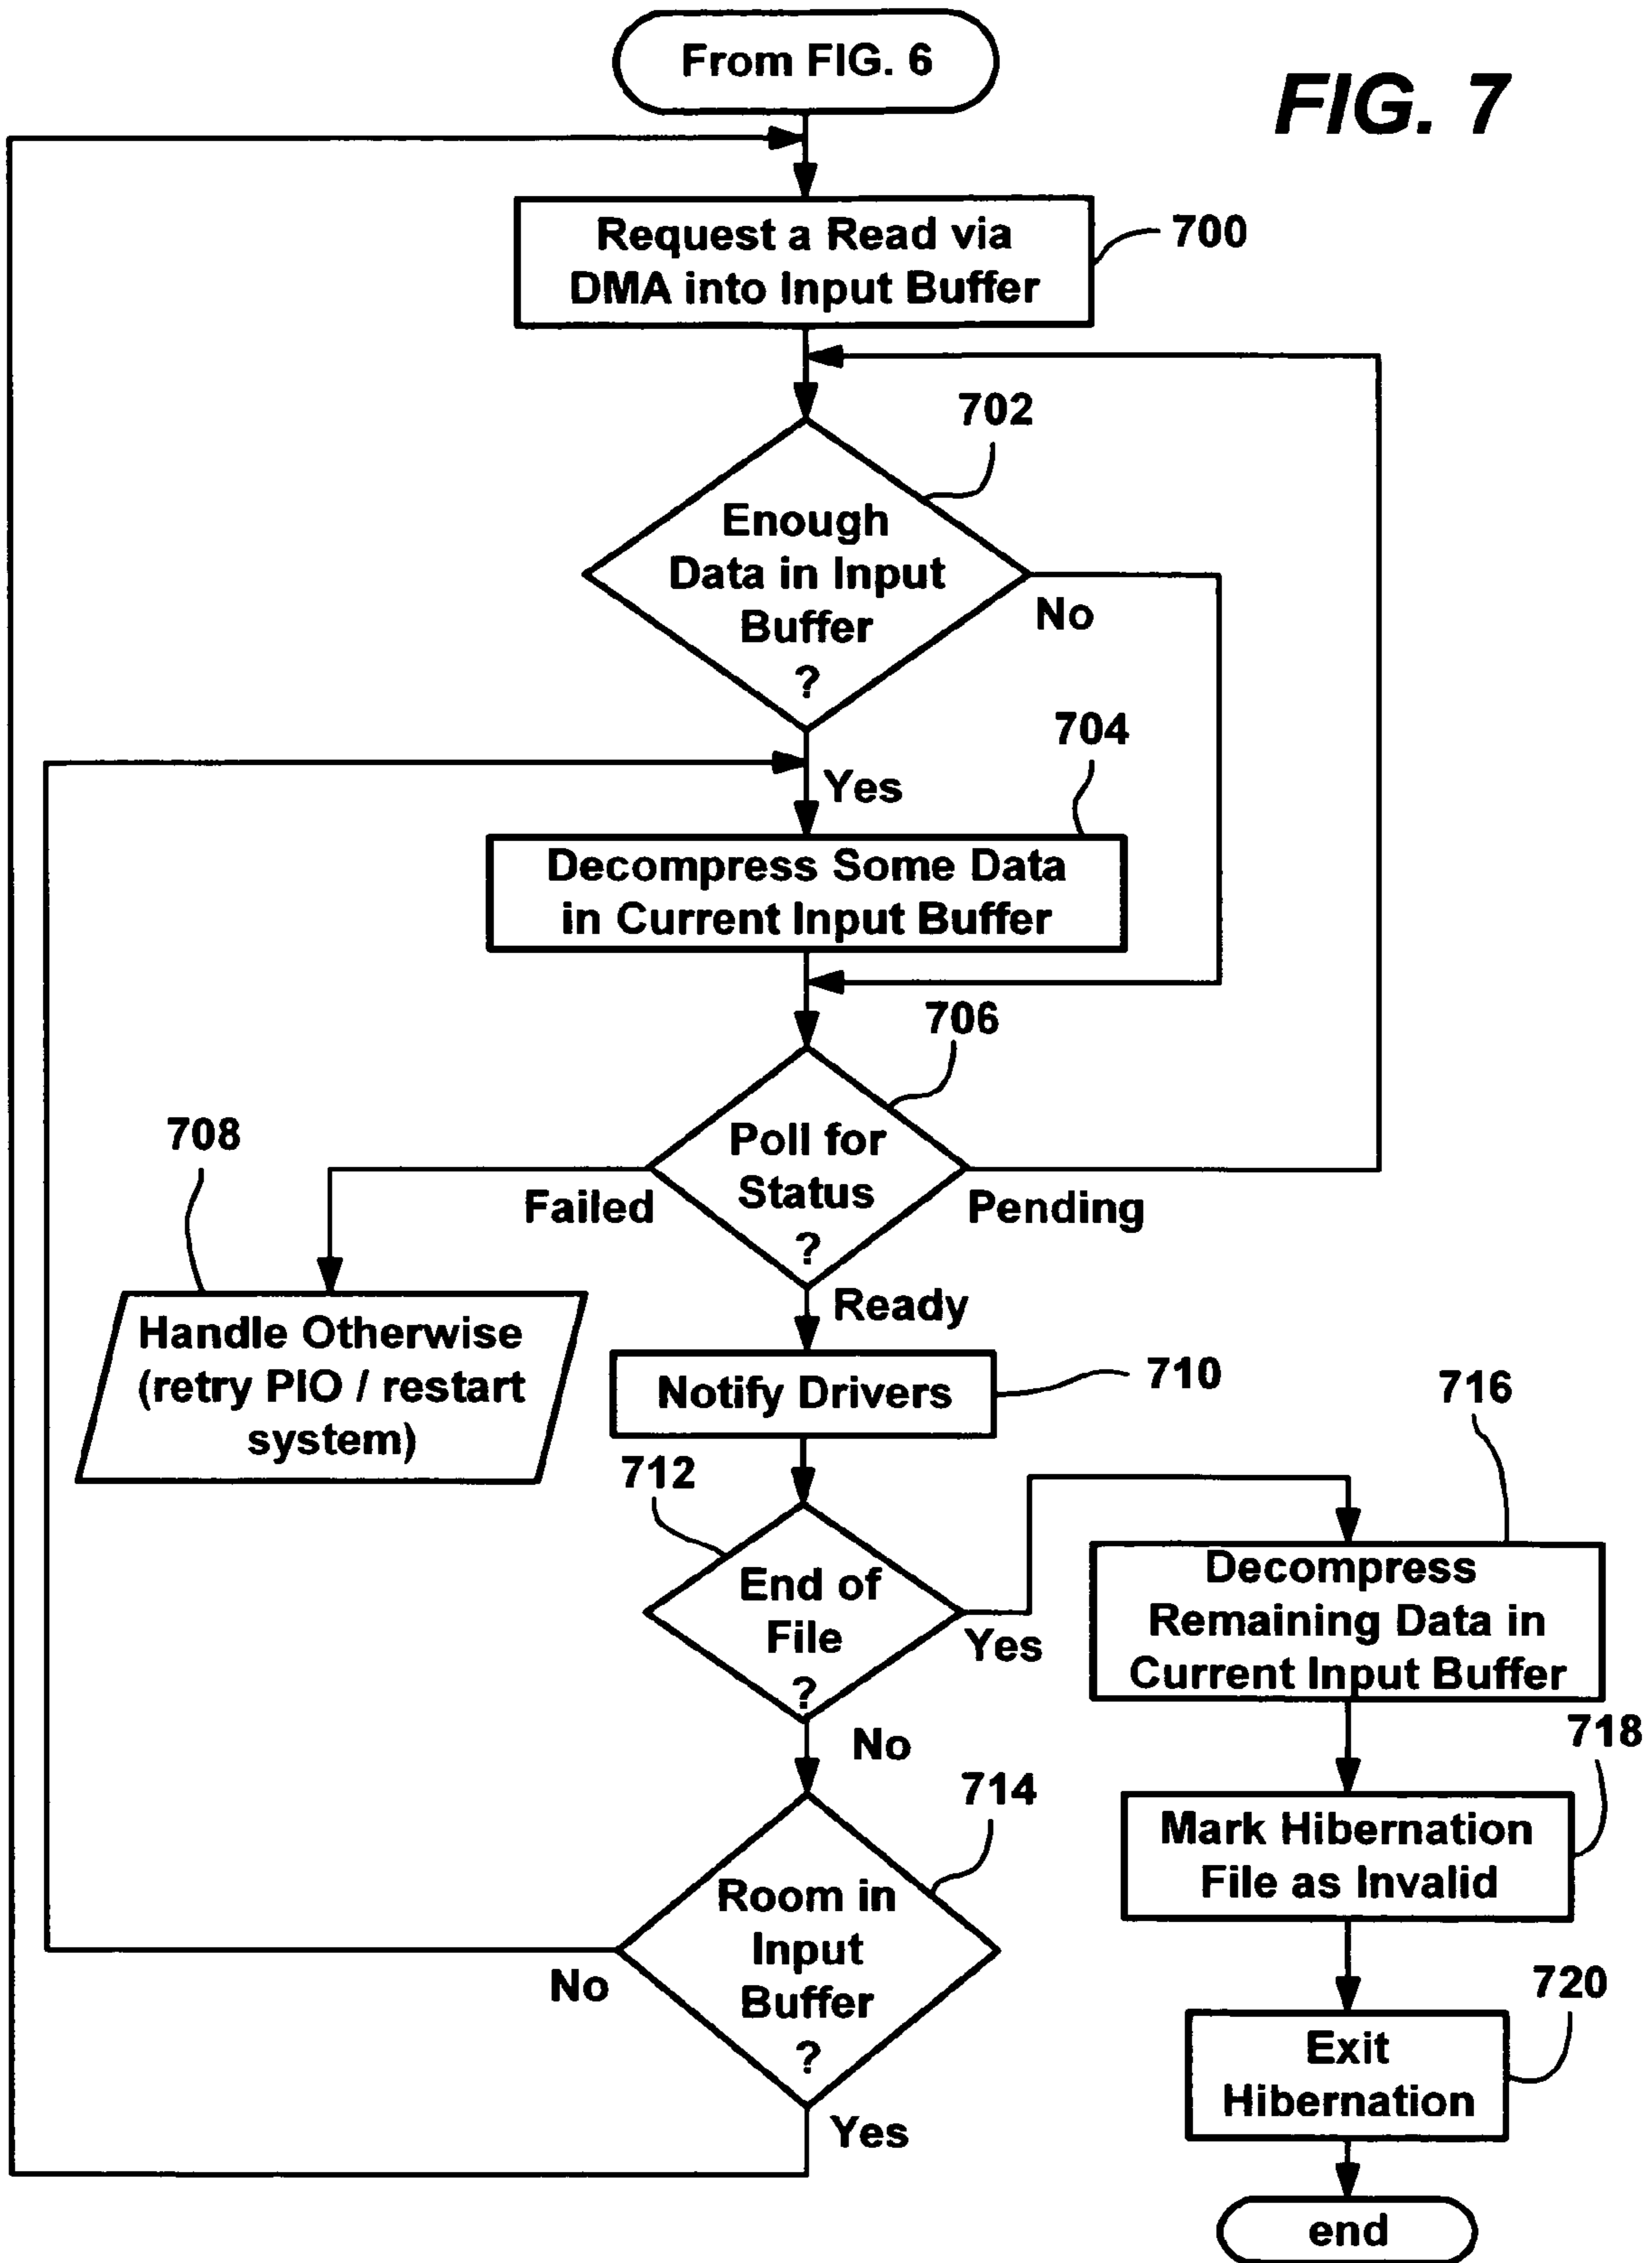 From FIG. 6
FIG. 7
Request a Read via
DMA into Input Buffer
700
702
Enough
Data in Input
Buffer
?
No
704
Yes
Decompress Some Data
in Current Input Buffer
706
708
Poll for
Status
?
Failed
Pending
Ready
Handle Otherwise
(retry PIO / restart
system)
Notify Drivers
710
716
712
End of
File
?
Yes
Decompress
Remaining Data in
Current Input Buffer
No
718
714
Mark Hibernation
File as Invalid
Room in
Input
Buffer
?
No
720
Exit
Hibernation
Yes
end